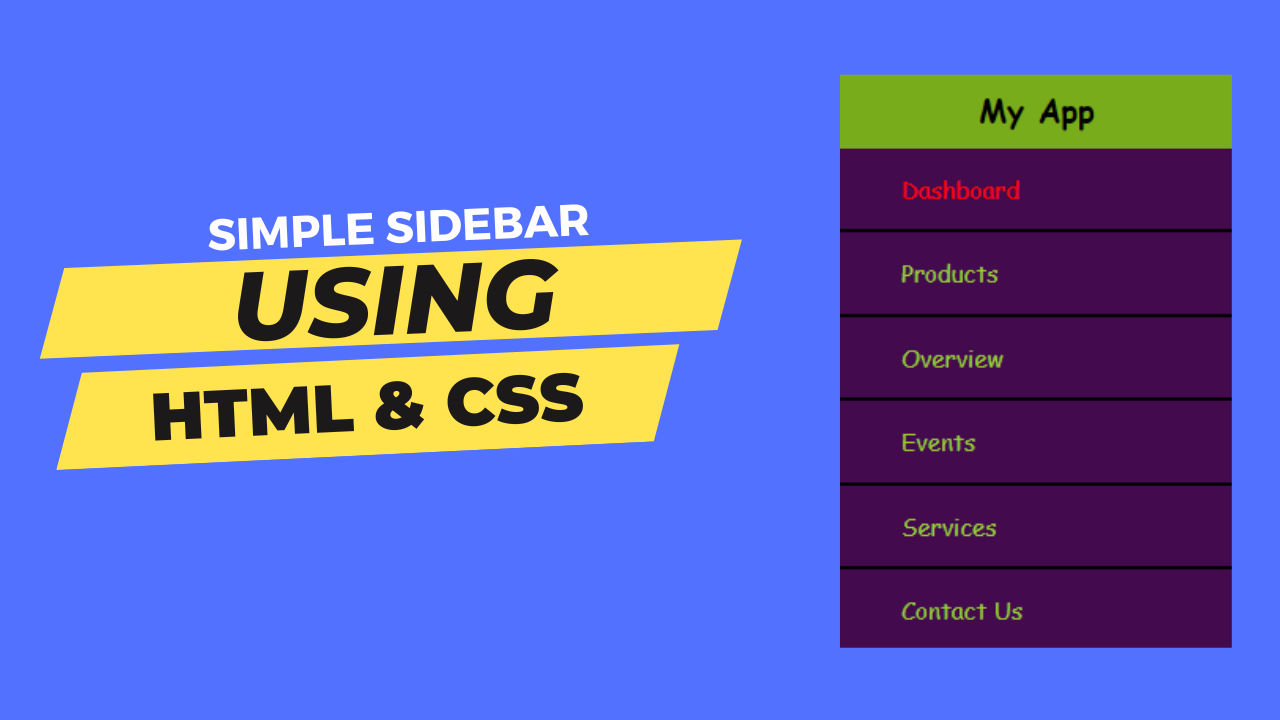 SIMPLE SIDEBAR
USING
HTML & CSS
My App
Dashboard
Products
Overview
Events
Services
Contact Us